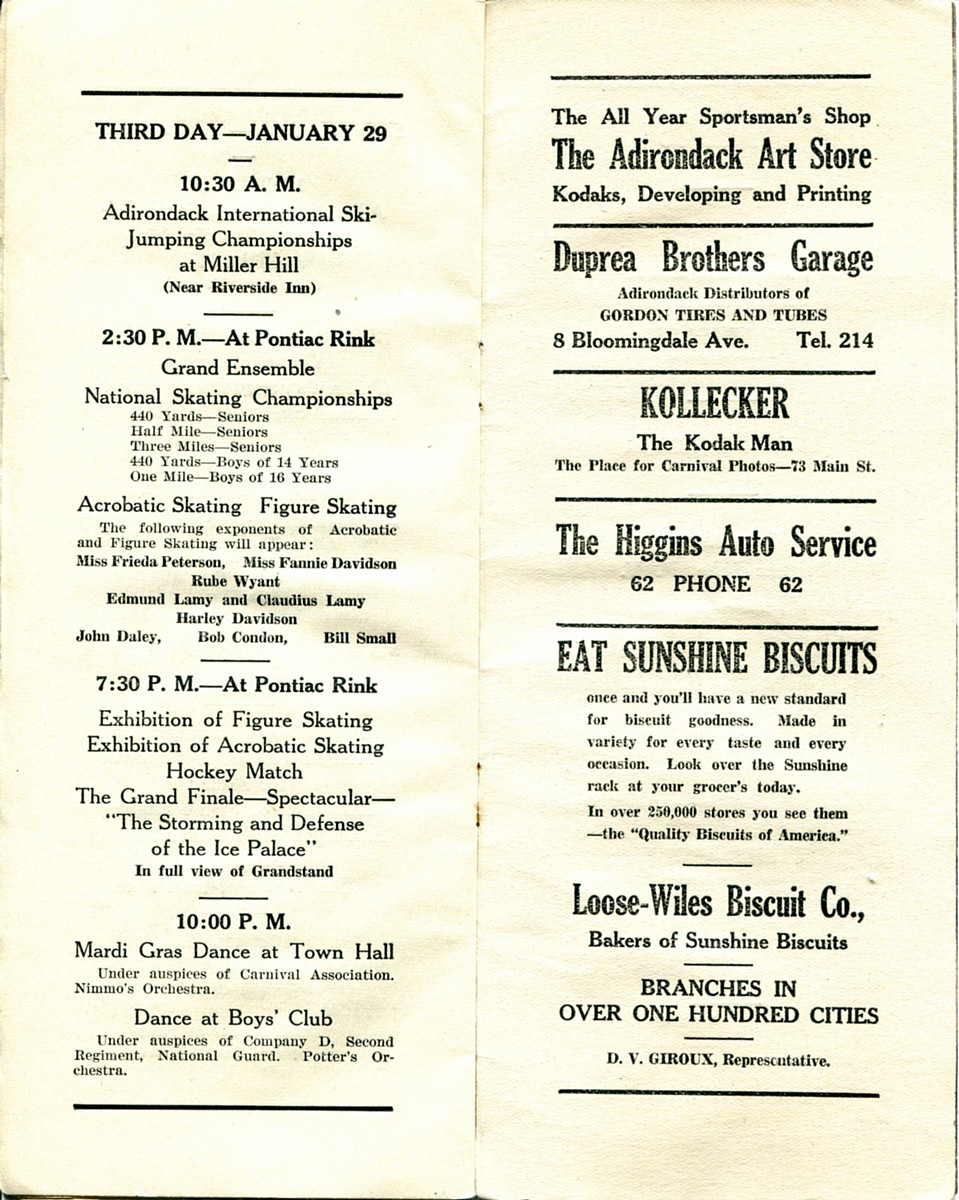 THIRD DAY—JANUARY 29
10:30 A. M.
Adirondack International Ski-
Jumping Championships
at Miller Hill
(Near Riverside Inn)
2:30 P. M.—At Pontiac Rink
Grand Ensemble
National Skating Championships
440 Yards—Seniors
Half Mile—Seniors
Three Miles—Seniors
440 Yards—Boys of 14 Years
One Mile—Boys of 16 Years
Acrobatic Skating Figure Skating
The following exponents of Acrobatic
and Figure Skating will appear:
Miss Frieda Peterson, Miss Fannie Davidson
Rube Wyant
Edmund Lamy and Claudius Lamy
Harley Davidson
John Daley, Bob Condon, Bill Small
7:30 P. M.—At Pontiac Rink
Exhibition of Figure Skating
Exhibition of Acrobatic Skating
Hockey Match
The Grand Finale—Spectacular—
"The Storming and Defense
of the Ice Palace"
In full view of Grandstand
10:00 P. M.
Mardi Gras Dance at Town Hall
Under auspices of Carnival Association.
Nimmo's Orchestra.
Dance at Boys' Club
Under auspices of Company D, Second
Regiment, National Guard. Potter's Or-
chestra.
The All Year Sportsman's Shop
The Adirondack Art Store
Kodaks, Developing and Printing
Duprea Brothers Garage
Adirondack Distributors of
GORDON TIRES AND TUBES
8 Bloomingdale Ave. Tel. 214
KOLLECKER
The Kodak Man
The Place for Carnival Photos—73 Main St.
The Higgins Auto Service
62 PHONE 62
EAT SUNSHINE BISCUITS
once and you'll have a new standard
for biscuit goodness. Made in
variety for every taste and every
occasion. Look over the Sunshine
rack at your grocer's today.
In over 250,000 stores you see them
—the "Quality Biscuits of America."
Loose-Wiles Biscuit Co.,
Bakers of Sunshine Biscuits
BRANCHES IN
OVER ONE HUNDRED CITIES
D. V. GIROUX, Representative.